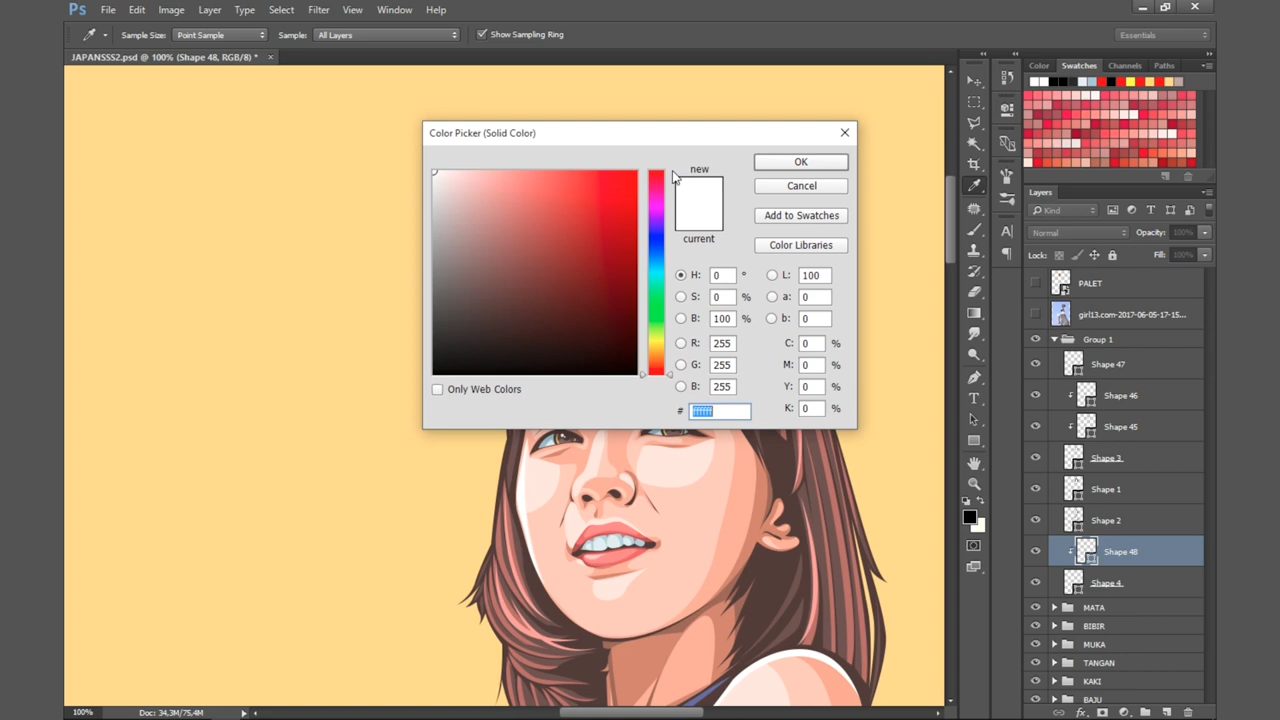 Ps File Edit Image Layer Type Select Filter View Window Help
Sample Size: Point Sample Sample: All Layers Show Sampling Ring Essentials
JAPANSSS2.psd @ 100% (Shape 48, RGB/8) * ×
Color Swatches Channels Paths
Color Picker (Solid Color)
new
current
OK
Cancel
Add to Swatches
Color Libraries
H: 0 ° L: 100
S: 0 % a: 0
B: 100 % b: 0
R: 255 C: 0 %
G: 255 M: 0 %
B: 255 Y: 0 %
# ffffff K: 0 %
Only Web Colors
Layers
Kind
Normal Opacity: 100%
Lock: Fill: 100%
PALET
girl13.com-2017-06-05-17-15...
Group 1
Shape 47
Shape 46
Shape 45
Shape 3
Shape 1
Shape 2
Shape 48
Shape 4
MATA
BIBIR
MUKA
TANGAN
KAKI
BAJU
100% Doc: 34,3M/75,4M